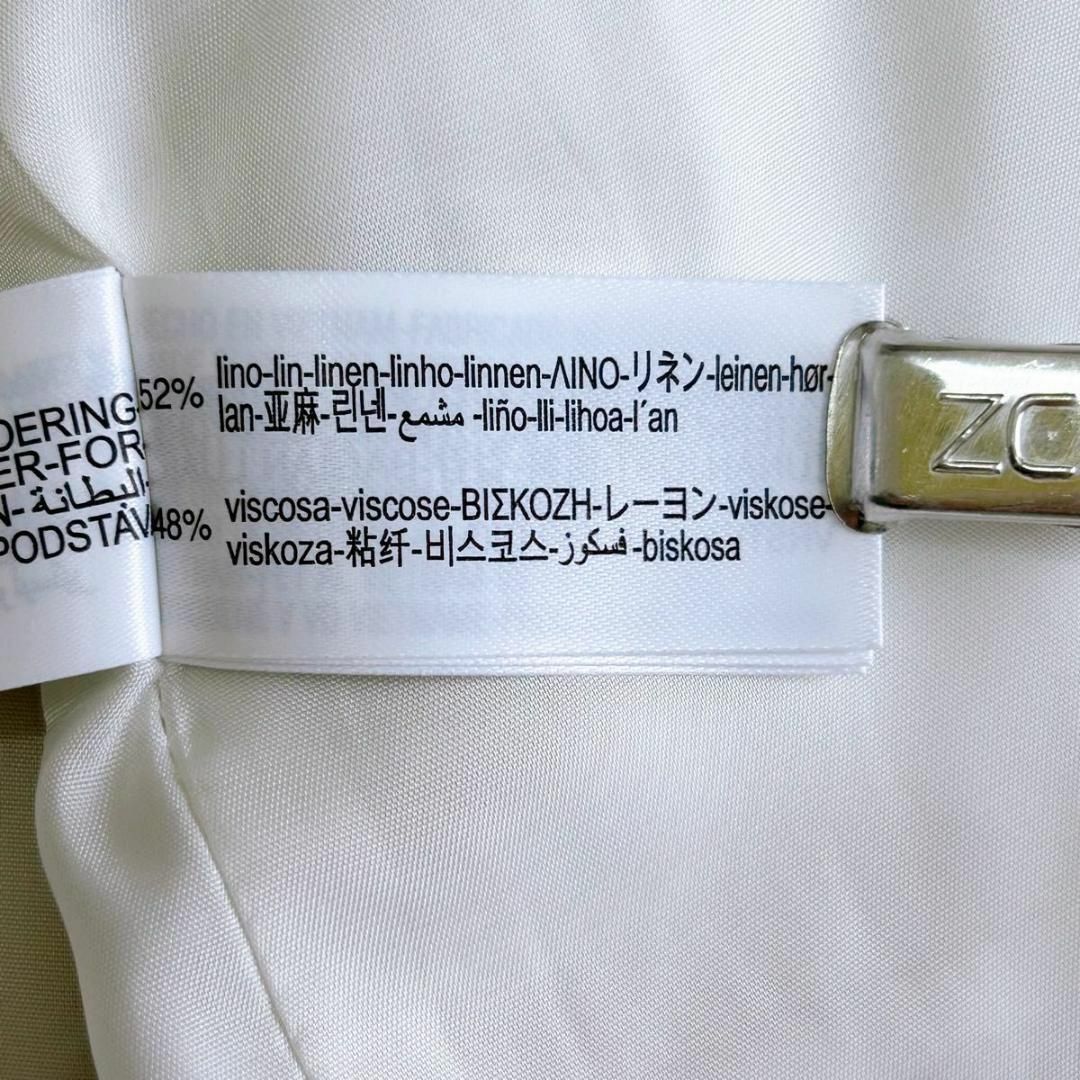 DERING-
ER-FOR
البطانة-
PODSTAV
52% lino-lin-linen-linho-linnen-ΛΙΝΟ-リネン-leinen-hør-
lan-亚麻-린넨-مشمع-liño-lli-lihoa-l´an
48% viscosa-viscose-ΒΙΣΚΟΖΗ-レーヨン-viskose-
viskoza-粘纤-비스코스-فسكوز-biskosa
ZO